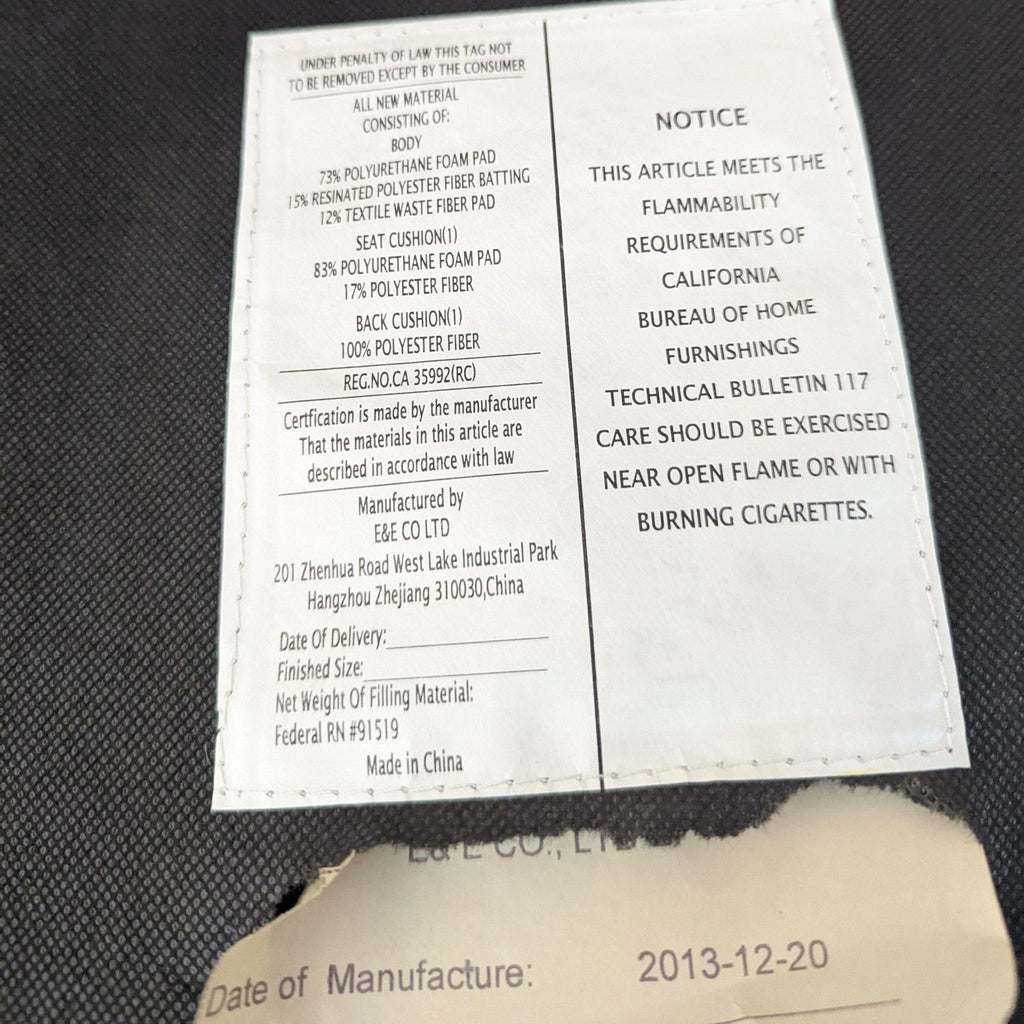 UNDER PENALTY OF LAW THIS TAG NOT
TO BE REMOVED EXCEPT BY THE CONSUMER
ALL NEW MATERIAL
CONSISTING OF:
BODY
73% POLYURETHANE FOAM PAD
15% RESINATED POLYESTER FIBER BATTING
12% TEXTILE WASTE FIBER PAD
SEAT CUSHION(1)
83% POLYURETHANE FOAM PAD
17% POLYESTER FIBER
BACK CUSHION(1)
100% POLYESTER FIBER
REG.NO.CA 35992(RC)
Certfication is made by the manufacturer
That the materials in this article are
described in accordance with law
Manufactured by
E&E CO LTD
201 Zhenhua Road West Lake Industrial Park
Hangzhou Zhejiang 310030,China
Date Of Delivery:
Finished Size:
Net Weight Of Filling Material:
Federal RN #91519
Made in China
NOTICE
THIS ARTICLE MEETS THE
FLAMMABILITY
REQUIREMENTS OF
CALIFORNIA
BUREAU OF HOME
FURNISHINGS
TECHNICAL BULLETIN 117
CARE SHOULD BE EXERCISED
NEAR OPEN FLAME OR WITH
BURNING CIGARETTES.
E& E CO., LTD
Date of Manufacture: 2013-12-20